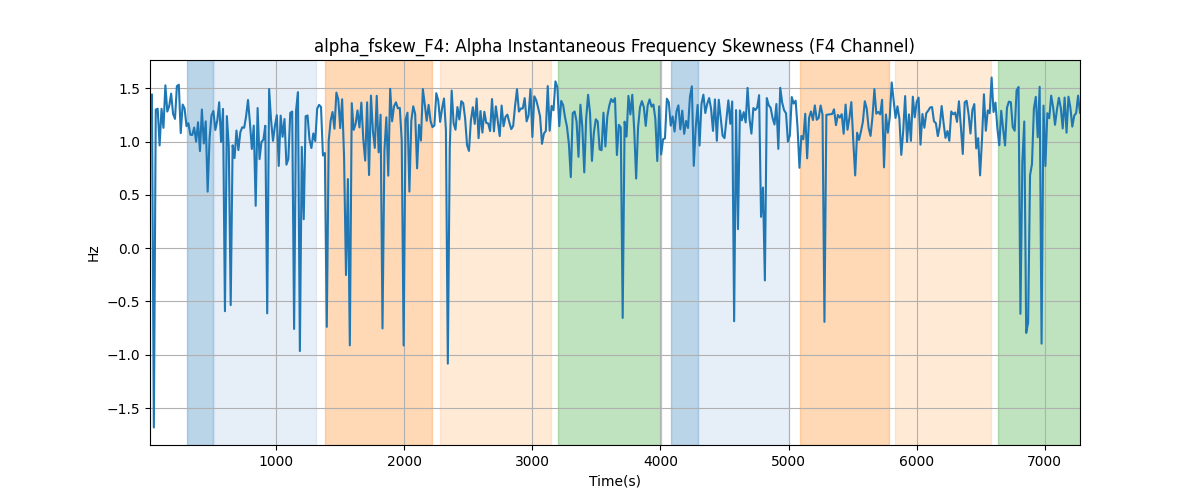 alpha_fskew_F4: Alpha Instantaneous Frequency Skewness (F4 Channel)
1.5
1.0
0.5
0.0
−0.5
−1.0
−1.5
Hz
1000 2000 3000 4000 5000 6000 7000
Time(s)